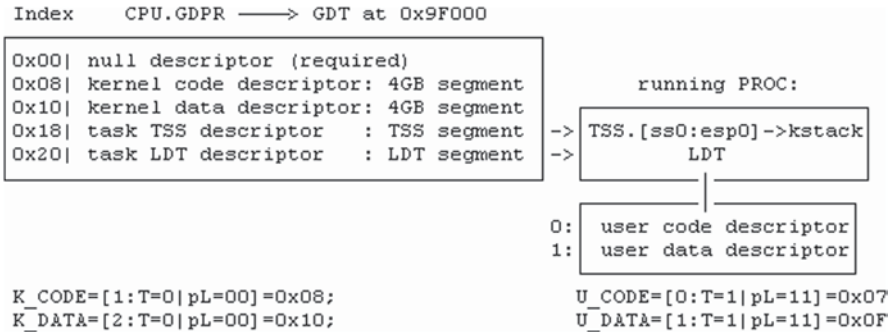 Index CPU.GDPR ———> GDT at 0x9F000
0x00| null descriptor (required)
0x08| kernel code descriptor: 4GB segment
0x10| kernel data descriptor: 4GB segment
0x18| task TSS descriptor : TSS segment ->
0x20| task LDT descriptor : LDT segment ->
running PROC:
TSS.[ss0:esp0]->kstack
LDT
0: user code descriptor
1: user data descriptor
K_CODE=[1:T=0|pL=00]=0x08;
K_DATA=[2:T=0|pL=00]=0x10;
U_CODE=[0:T=1|pL=11]=0x07
U_DATA=[1:T=1|pL=11]=0x0F